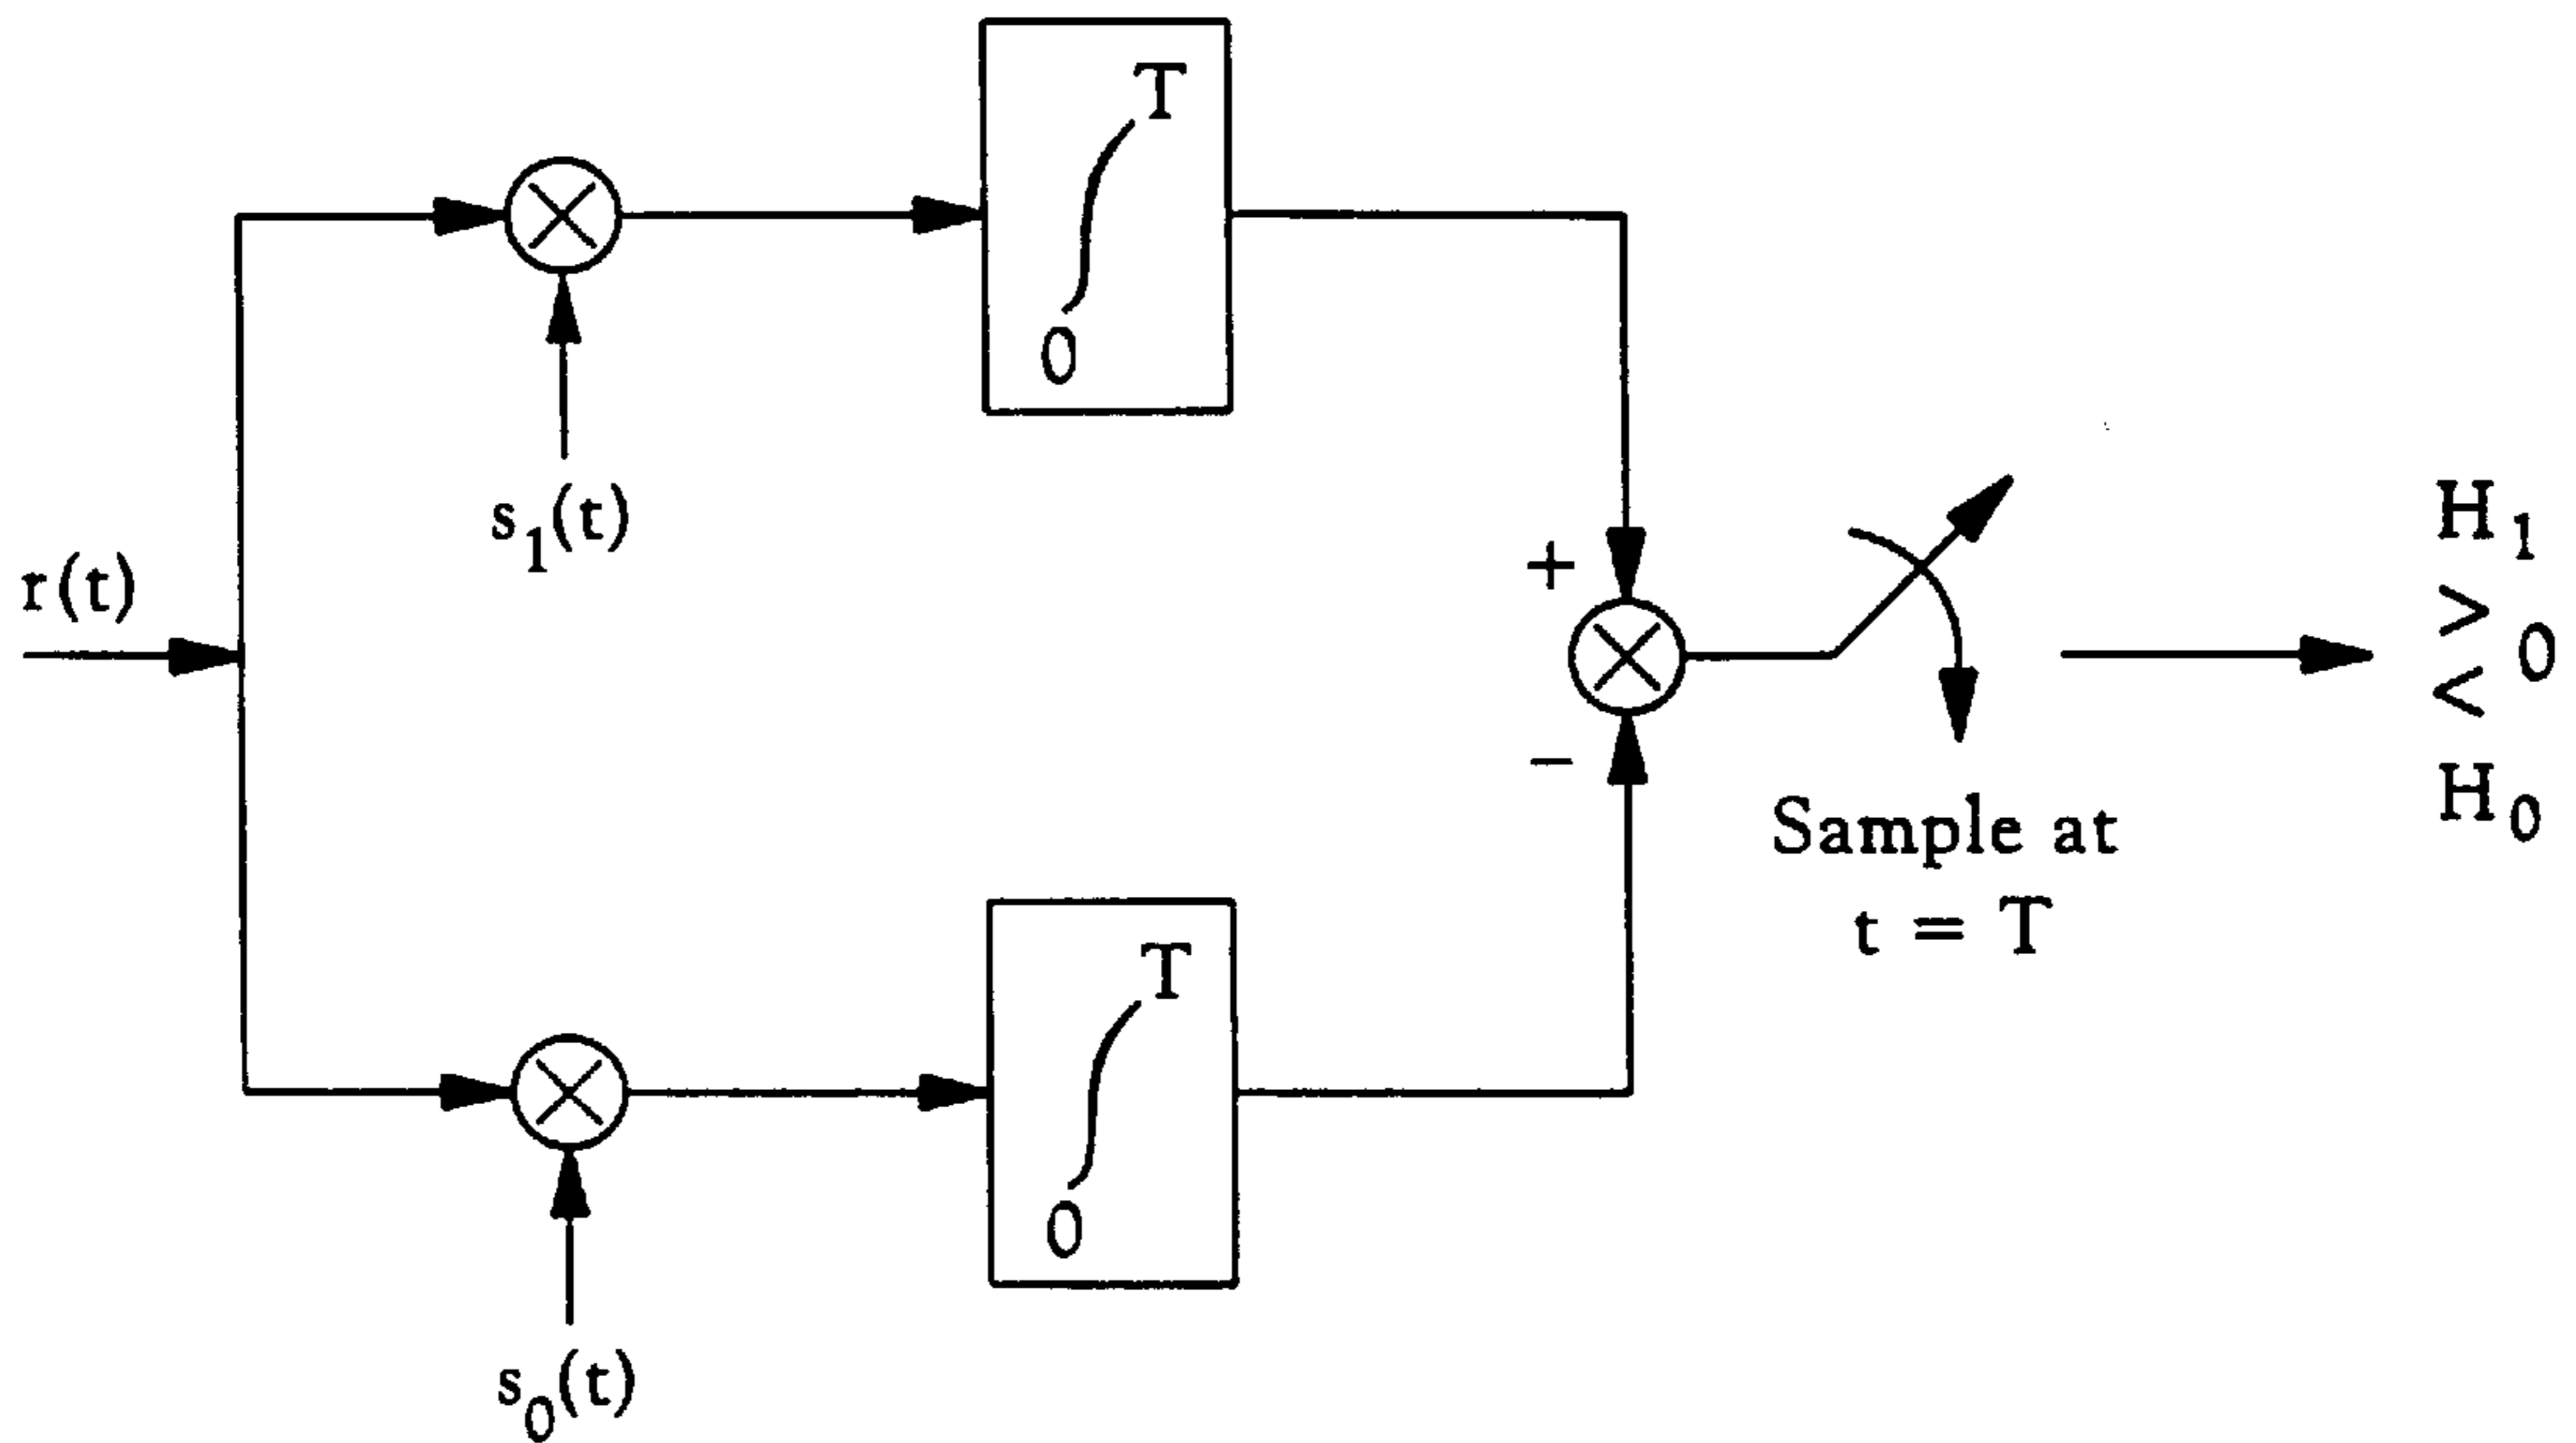 T
0
s1(t)
r(t)
+
−
H1
>
<
0
H0
Sample at
t = T
T
0
s0(t)